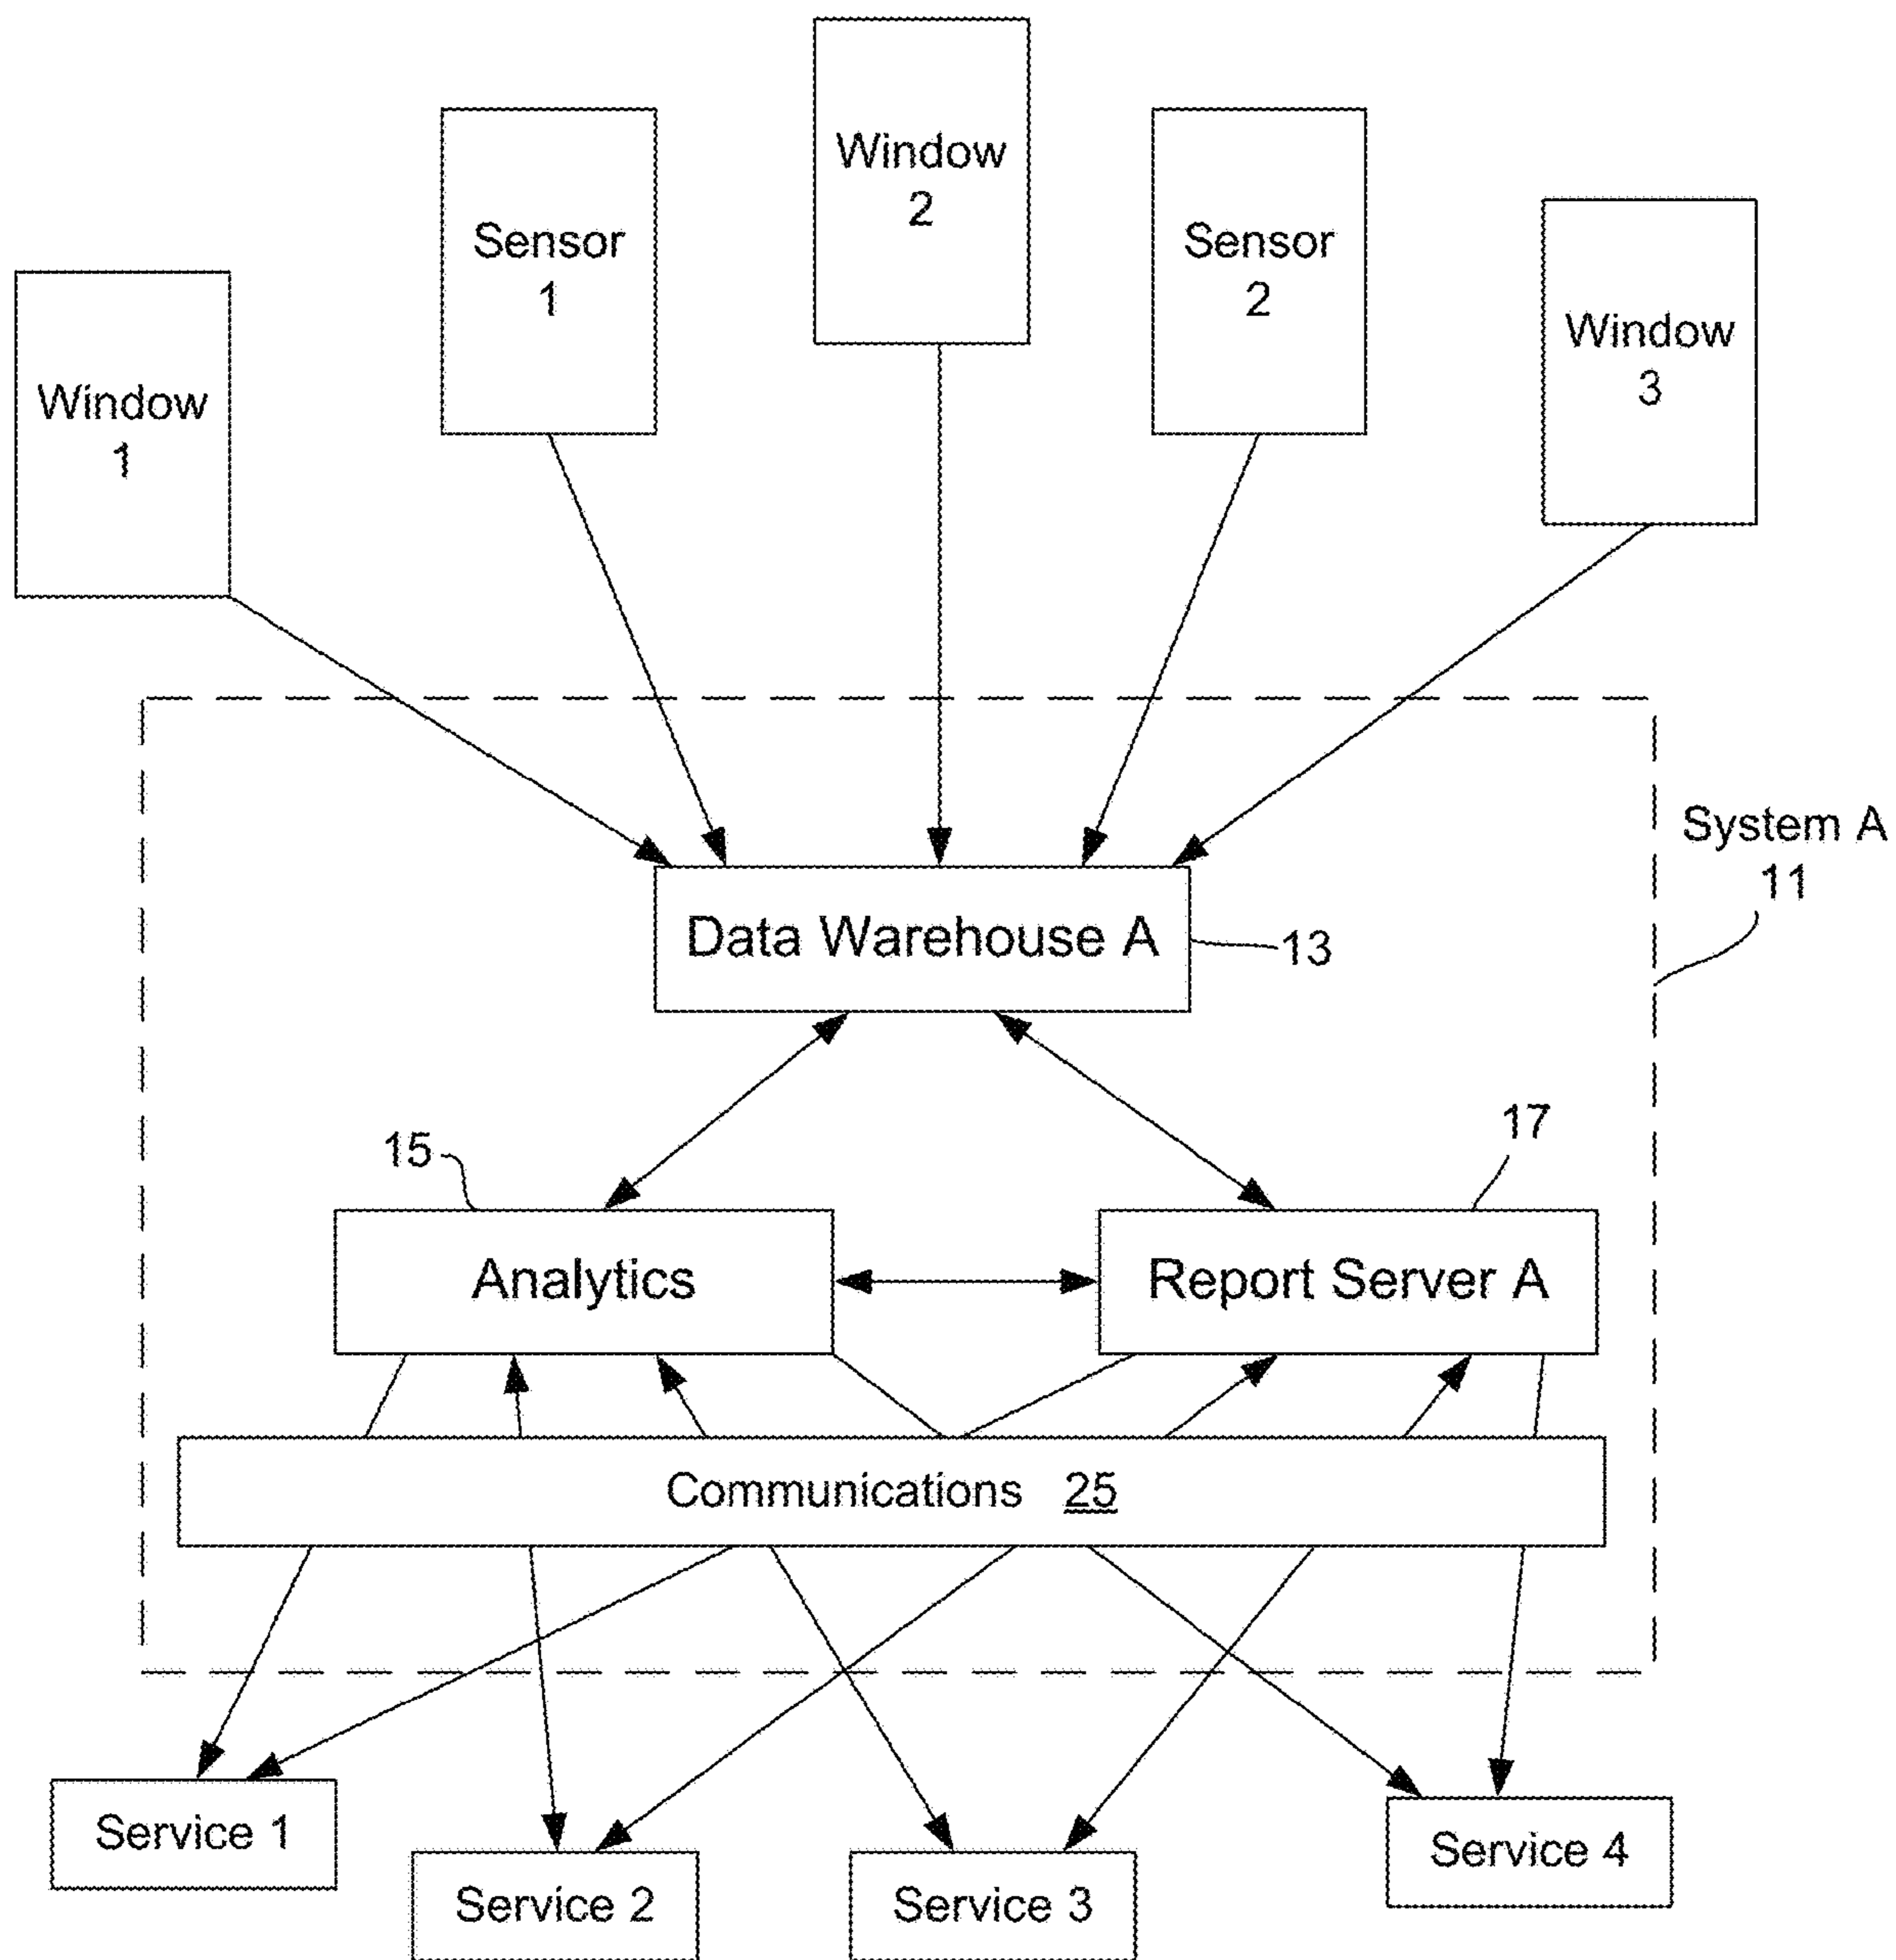 Window
2
Sensor
1
Sensor
2
Window
3
Window
1
System A
11
Data Warehouse A
13
15
17
Analytics
Report Server A
Communications 25
Service 1
Service 2
Service 3
Service 4